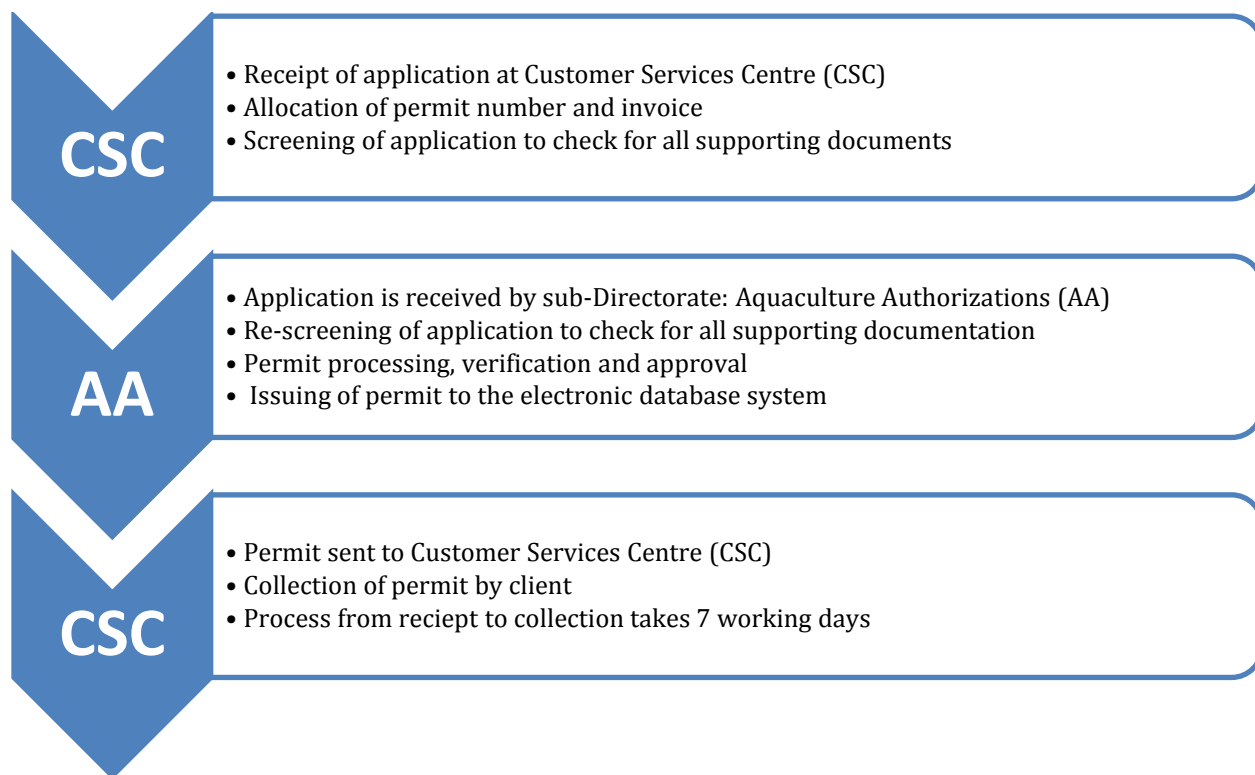 CSC
• Receipt of application at Customer Services Centre (CSC)
• Allocation of permit number and invoice
• Screening of application to check for all supporting documents
AA
• Application is received by sub-Directorate: Aquaculture Authorizations (AA)
• Re-screening of application to check for all supporting documentation
• Permit processing, verification and approval
• Issuing of permit to the electronic database system
CSC
• Permit sent to Customer Services Centre (CSC)
• Collection of permit by client
• Process from reciept to collection takes 7 working days